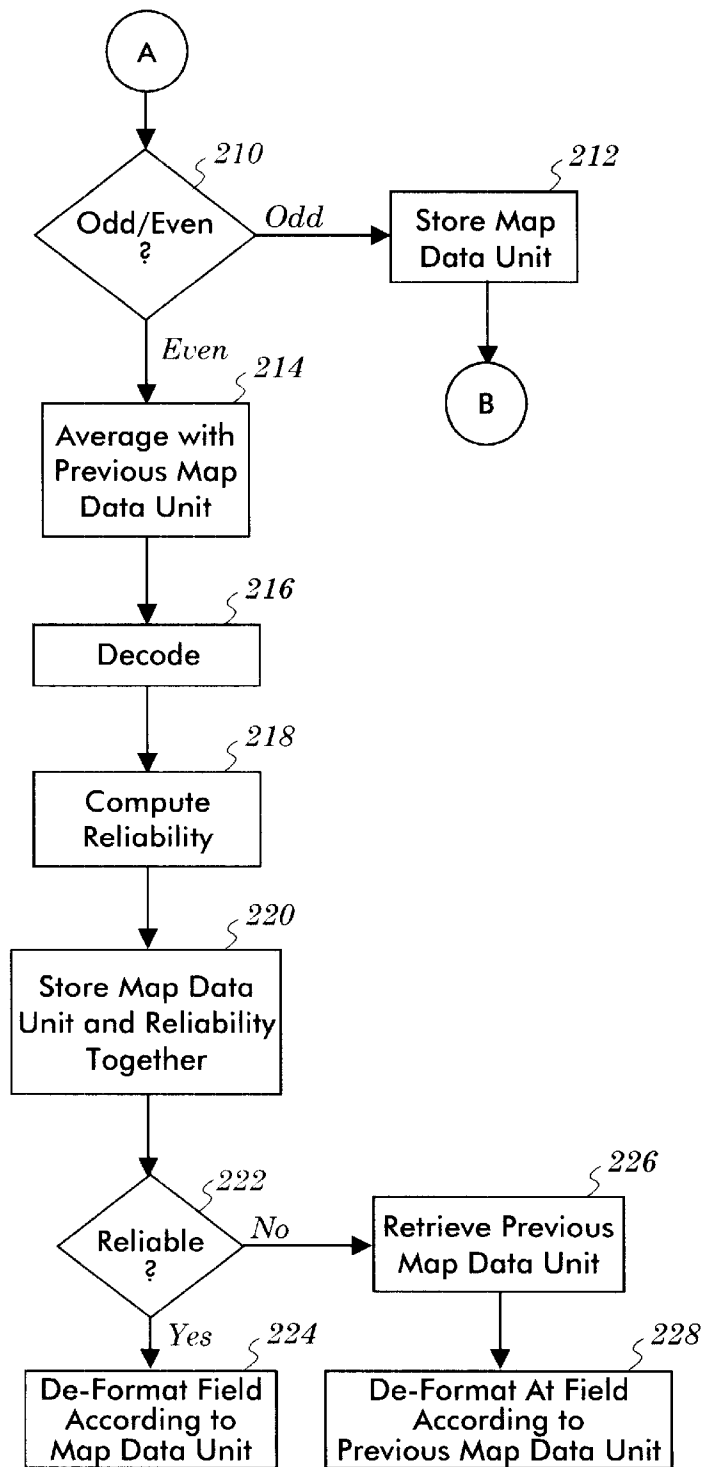 A
210
Odd/Even
?
Odd
212
Store Map
Data Unit
Even
B
214
Average with
Previous Map
Data Unit
216
Decode
218
Compute
Reliability
220
Store Map Data
Unit and Reliability
Together
222
Reliable
?
No
226
Retrieve Previous
Map Data Unit
Yes
224
De-Format Field
According to
Map Data Unit
228
De-Format At Field
According to
Previous Map Data Unit